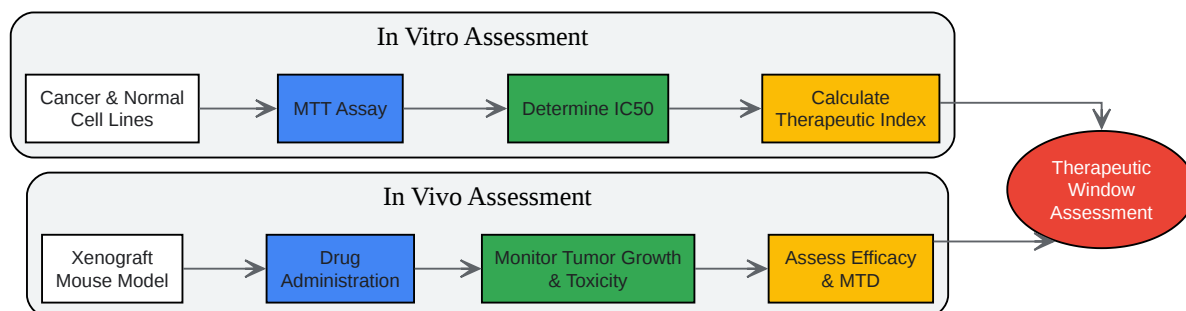 In Vitro Assessment
Cancer & Normal
Cell Lines
MTT Assay
Determine IC50
Calculate
Therapeutic Index
Therapeutic
Window
Assessment
In Vivo Assessment
Xenograft
Mouse Model
Drug
Administration
Monitor Tumor Growth
& Toxicity
Assess Efficacy
& MTD